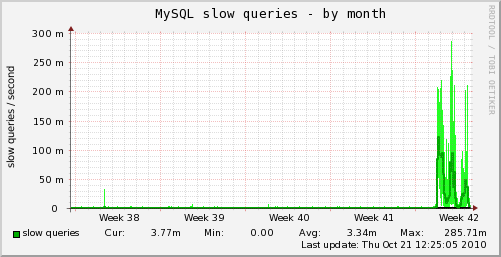 MySQL slow queries - by month
RRDTOOL / TOBI OETIKER
slow queries / second
300 m
250 m
200 m
150 m
100 m
50 m
0
Week 38 Week 39 Week 40 Week 41 Week 42
slow queries Cur: 3.77m Min: 0.00 Avg: 3.34m Max: 285.71m
Last update: Thu Oct 21 12:25:05 2010